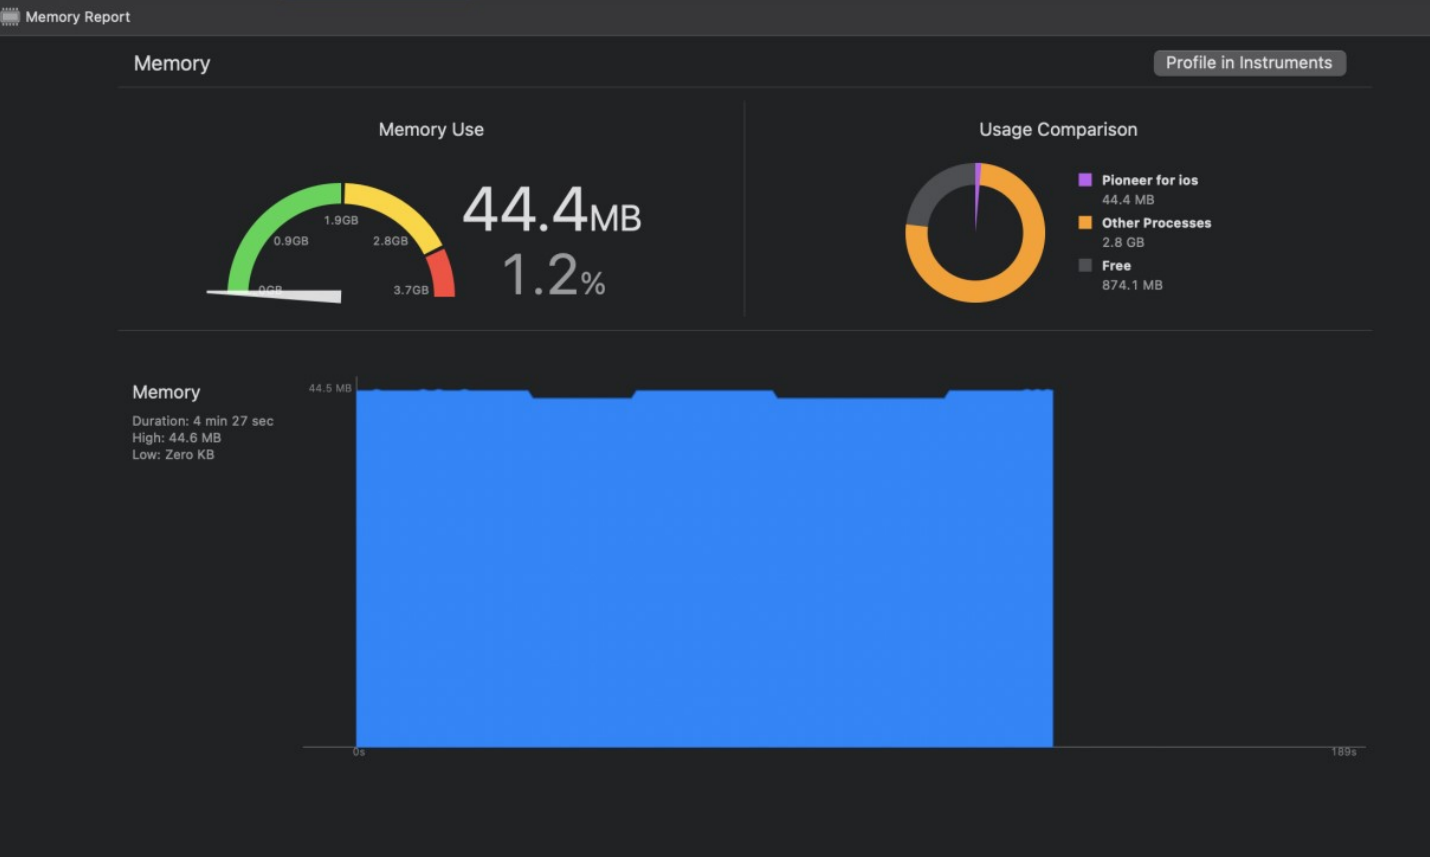 Memory Report
Memory
Profile in Instruments
Memory Use
0GB
0.9GB
1.9GB
2.8GB
3.7GB
44.4MB
1.2%
Usage Comparison
Pioneer for ios
44.4 MB
Other Processes
2.8 GB
Free
874.1 MB
Memory
Duration: 4 min 27 sec
High: 44.6 MB
Low: Zero KB
44.5 MB
0s
189s